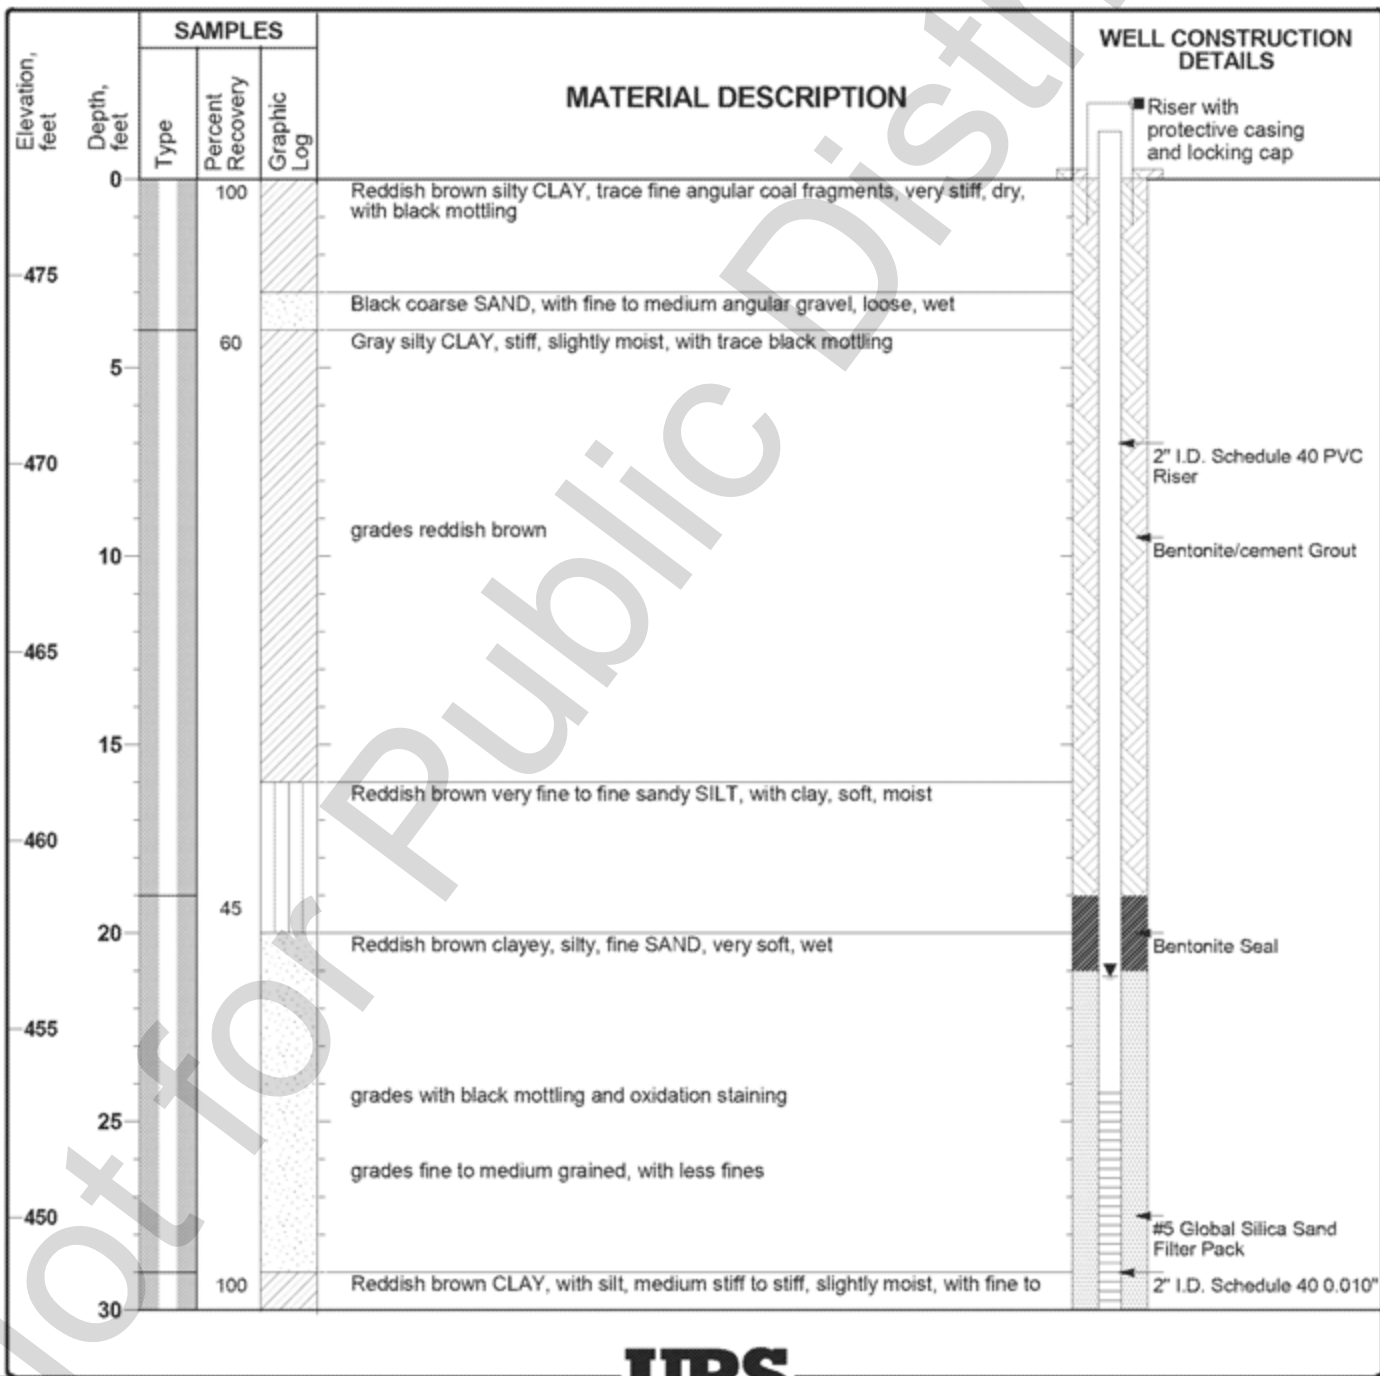 SAMPLES
Elevation,
feet
Depth,
feet
Type
Percent
Recovery
Graphic
Log
MATERIAL DESCRIPTION
WELL CONSTRUCTION
DETAILS
Riser with
protective casing
and locking cap
0
100
Reddish brown silty CLAY, trace fine angular coal fragments, very stiff, dry,
with black mottling
475
Black coarse SAND, with fine to medium angular gravel, loose, wet
60
Gray silty CLAY, stiff, slightly moist, with trace black mottling
5
470
2" I.D. Schedule 40 PVC
Riser
grades reddish brown
10
Bentonite/cement Grout
465
15
Reddish brown very fine to fine sandy SILT, with clay, soft, moist
460
45
20
Reddish brown clayey, silty, fine SAND, very soft, wet
Bentonite Seal
455
grades with black mottling and oxidation staining
25
grades fine to medium grained, with less fines
450
#5 Global Silica Sand
Filter Pack
100
Reddish brown CLAY, with silt, medium stiff to stiff, slightly moist, with fine to
2" I.D. Schedule 40 0.010"
30
URS
for Public